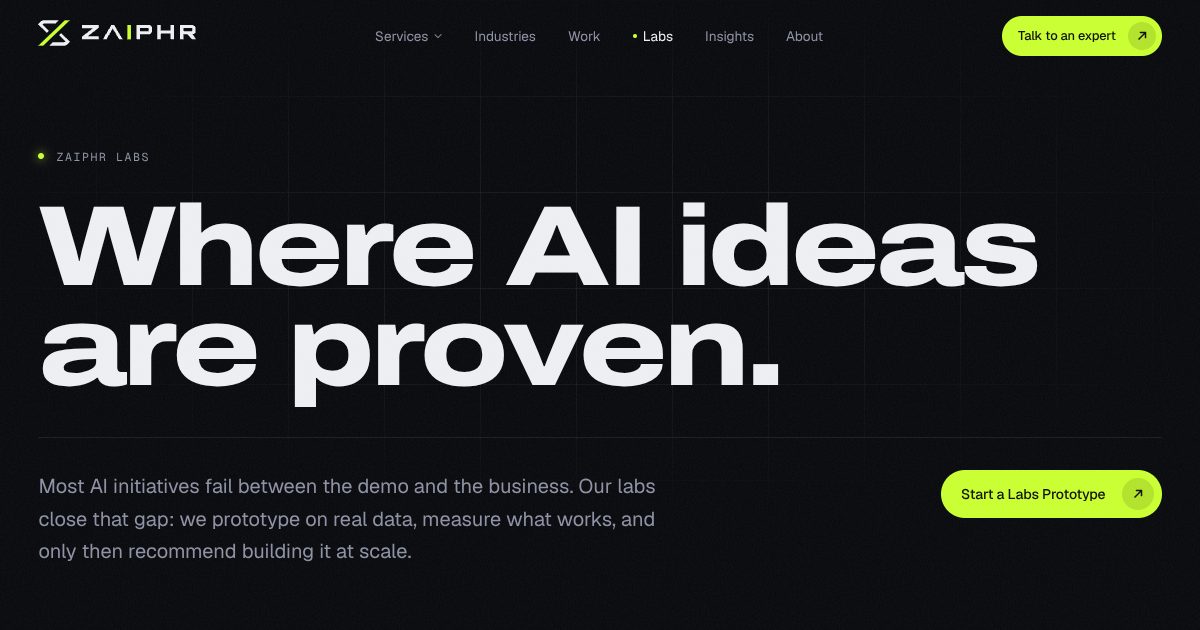 ZAIPHR
Services
Industries
Work
Labs
Insights
About
Talk to an expert
ZAIPHR LABS
Where AI ideas
are proven.
Most AI initiatives fail between the demo and the business. Our labs
close that gap: we prototype on real data, measure what works, and
only then recommend building it at scale.
Start a Labs Prototype